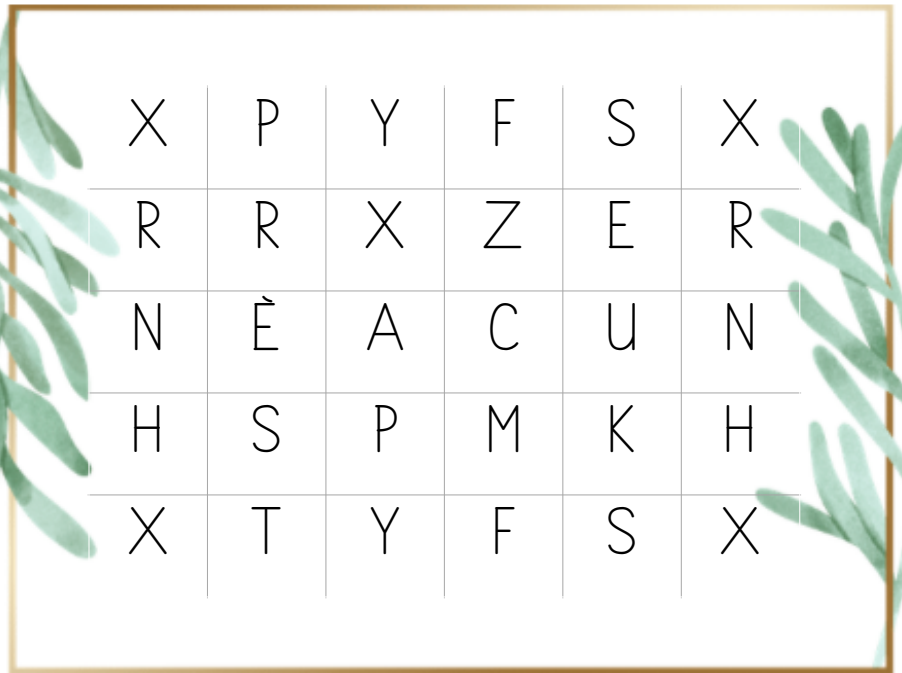 X P Y F S X
R R X Z E R
N È A C U N
H S P M K H
X T Y F S X